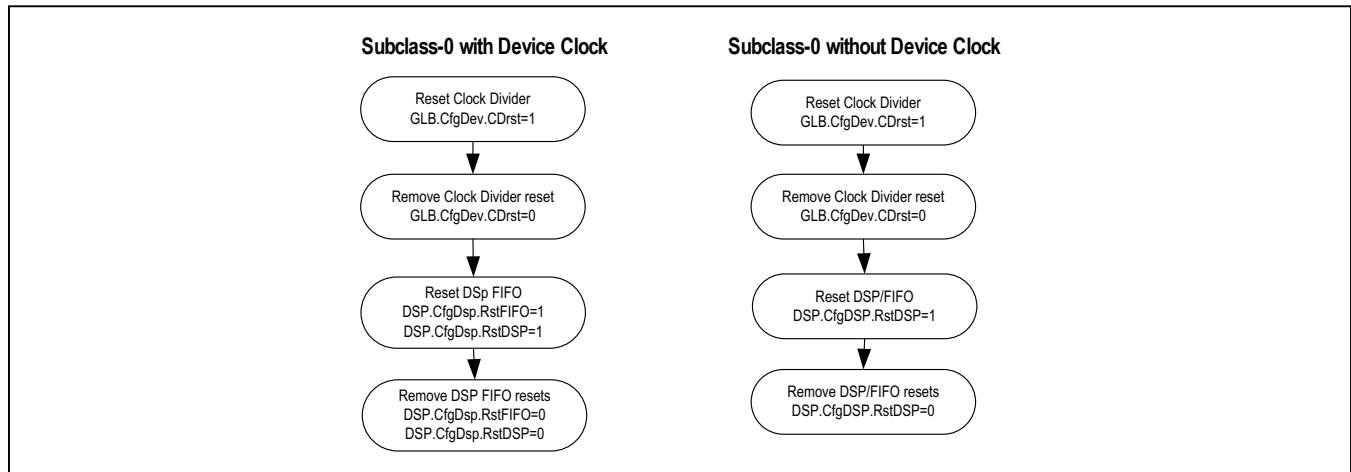 Subclass-0 with Device Clock
Reset Clock Divider
GLB.CfgDev.CDrst=1
Remove Clock Divider reset
GLB.CfgDev.CDrst=0
Reset DSp FIFO
DSP.CfgDsp.RstFIFO=1
DSP.CfgDsp.RstDSP=1
Remove DSP FIFO resets
DSP.CfgDsp.RstFIFO=0
DSP.CfgDsp.RstDSP=0
Subclass-0 without Device Clock
Reset Clock Divider
GLB.CfgDev.CDrst=1
Remove Clock Divider reset
GLB.CfgDev.CDrst=0
Reset DSP/FIFO
DSP.CfgDSP.RstDSP=1
Remove DSP/FIFO resets
DSP.CfgDSP.RstDSP=0